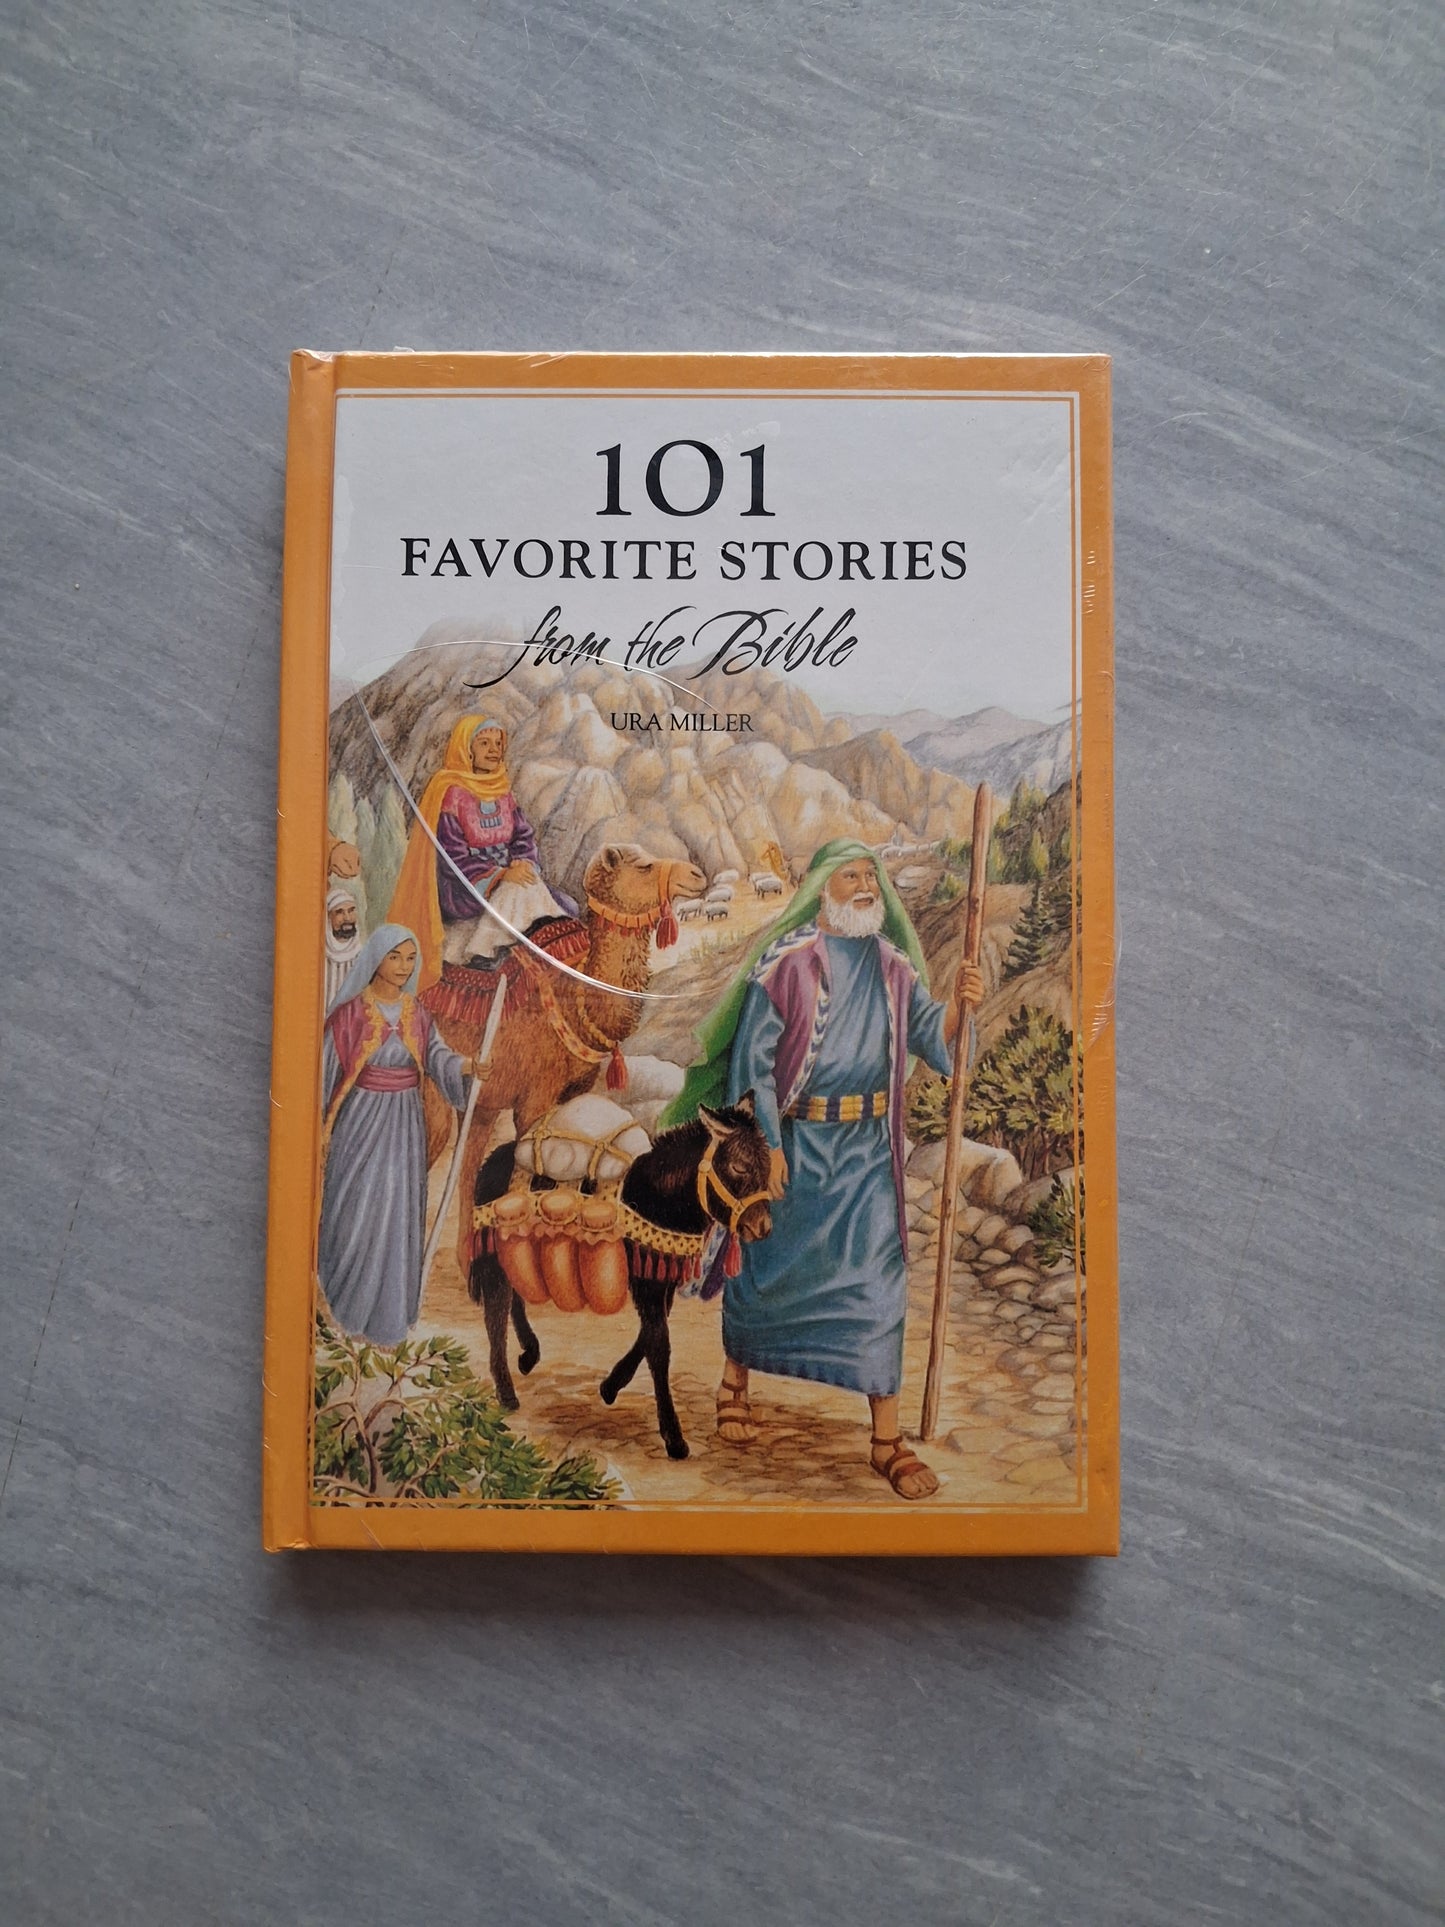 101
FAVORITE STORIES
from the Bible
URA MILLER